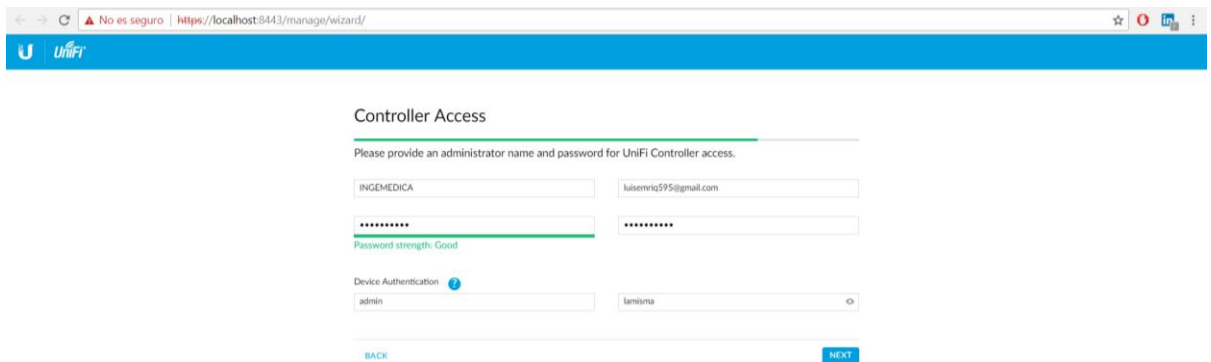 No es seguro | https://localhost:8443/manage/wizard/
U UniFi
Controller Access
Please provide an administrator name and password for UniFi Controller access.
INGEMEDICA luisemriq595@gmail.com
•••••••••• ••••••••••
Password strength: Good
Device Authentication ?
admin lamisma
BACK NEXT